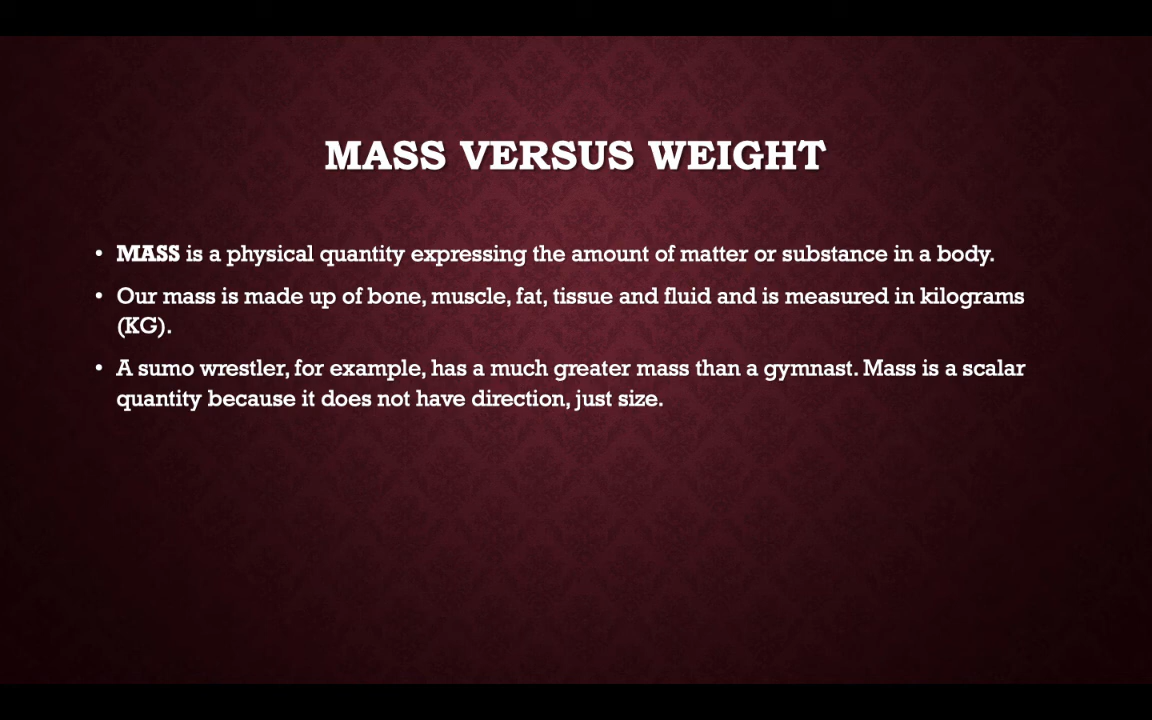 MASS VERSUS WEIGHT
• MASS is a physical quantity expressing the amount of matter or substance in a body.
• Our mass is made up of bone, muscle, fat, tissue and fluid and is measured in kilograms
(KG).
• A sumo wrestler, for example, has a much greater mass than a gymnast. Mass is a scalar
quantity because it does not have direction, just size.